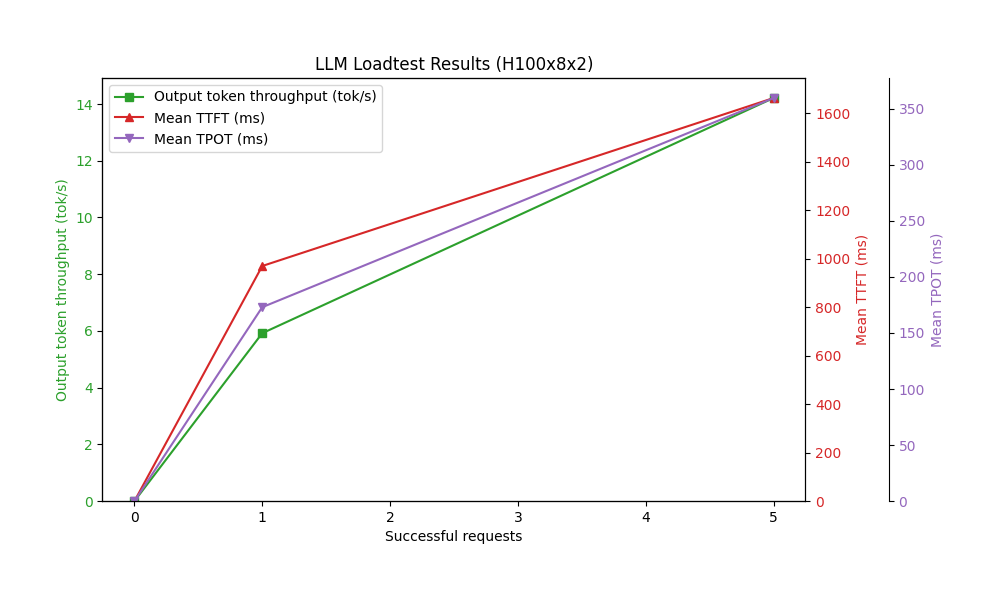 LLM Loadtest Results (H100x8x2)
Output token throughput (tok/s)
Mean TTFT (ms)
Mean TPOT (ms)
Output token throughput (tok/s)
14
12
10
8
6
4
2
0
0 1 2 3 4 5
Successful requests
1600
1400
1200
1000
800
600
400
200
0
Mean TTFT (ms)
350
300
250
200
150
100
50
0
Mean TPOT (ms)